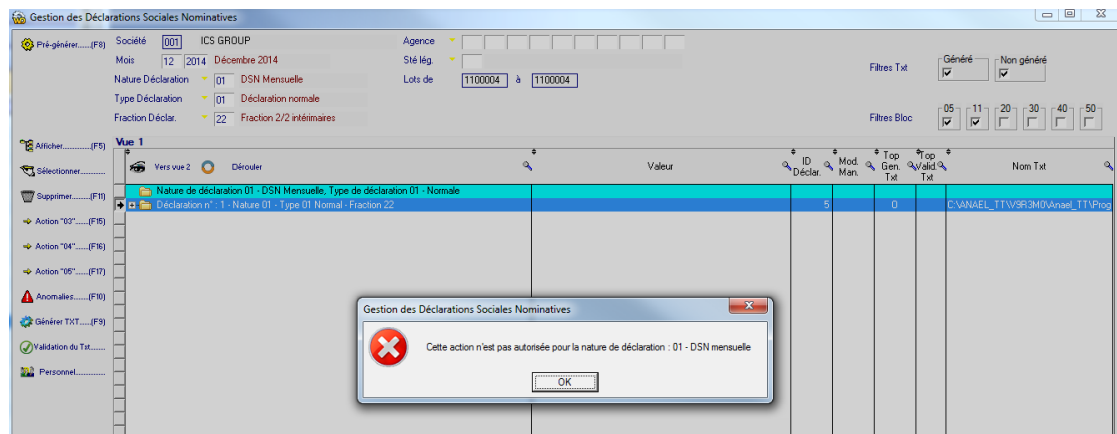 Gestion des Déclarations Sociales Nominatives
Pré-générer......(F8)
Société 001 ICS GROUP Agence
Mois 12 2014 Décembre 2014 Sté lég.
Nature Déclaration 01 DSN Mensuelle Lots de 1100004 à 1100004
Type Déclaration 01 Déclaration normale
Fraction Déclar. 22 Fraction 2/2 intérimaires
Filtres Txt Généré Non généré
Filtres Bloc 05 11 20 30 40 50
Afficher.............(F5)
Sélectionner..........
Supprimer........(F11)
Action "03"......(F15)
Action "04"......(F16)
Action "05"......(F17)
Anomalies.......(F10)
Générer TXT.....(F9)
Validation du Txt.......
Personnel............
Vue 1
Vers vue 2 Dérouler Valeur ID Déclar. Mod. Man. Top Gen. Txt Top Valid. Txt Nom Txt
Nature de déclaration 01 - DSN Mensuelle, Type de déclaration 01 - Normale
Déclaration n° : 1 - Nature 01 - Type 01 Normal - Fraction 22 5 0 C:\ANAEL_TT\V9R3M0\Anael_TT\Prog
Gestion des Déclarations Sociales Nominatives
Cette action n'est pas autorisée pour la nature de déclaration : 01 - DSN mensuelle
OK